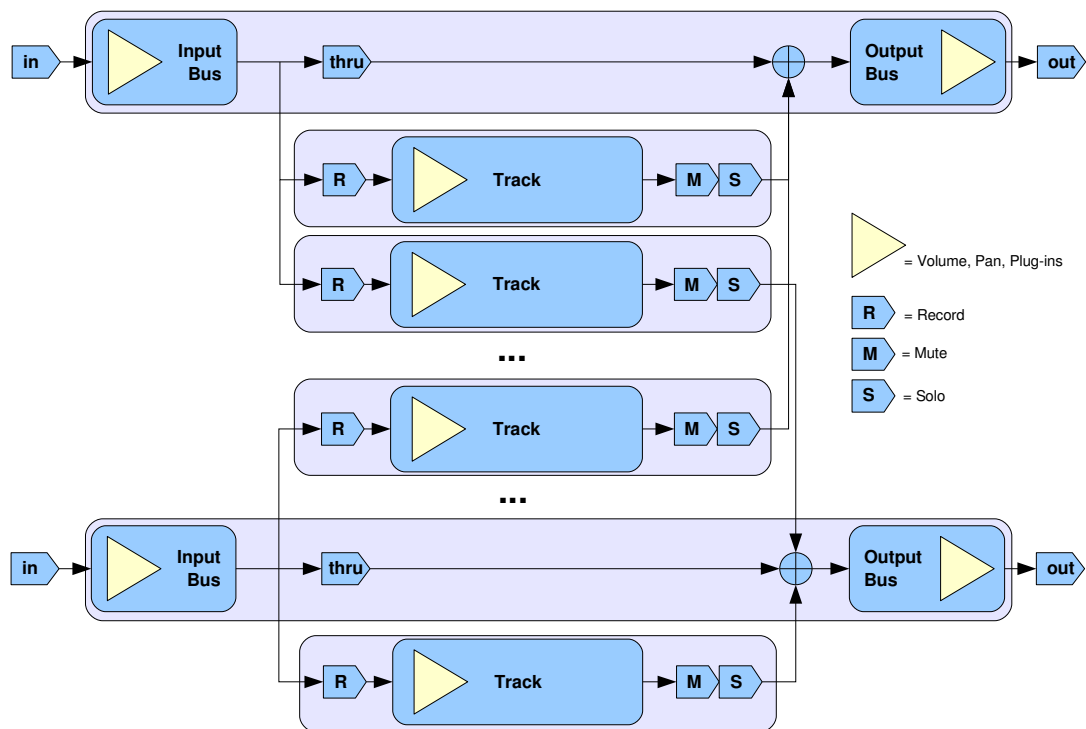 in
Input
Bus
thru
Output
Bus
out
R
Track
M
S
R
Track
M
S
...
R
Track
M
S
...
= Volume, Pan, Plug-ins
R
= Record
M
= Mute
S
= Solo
in
Input
Bus
thru
Output
Bus
out
R
Track
M
S